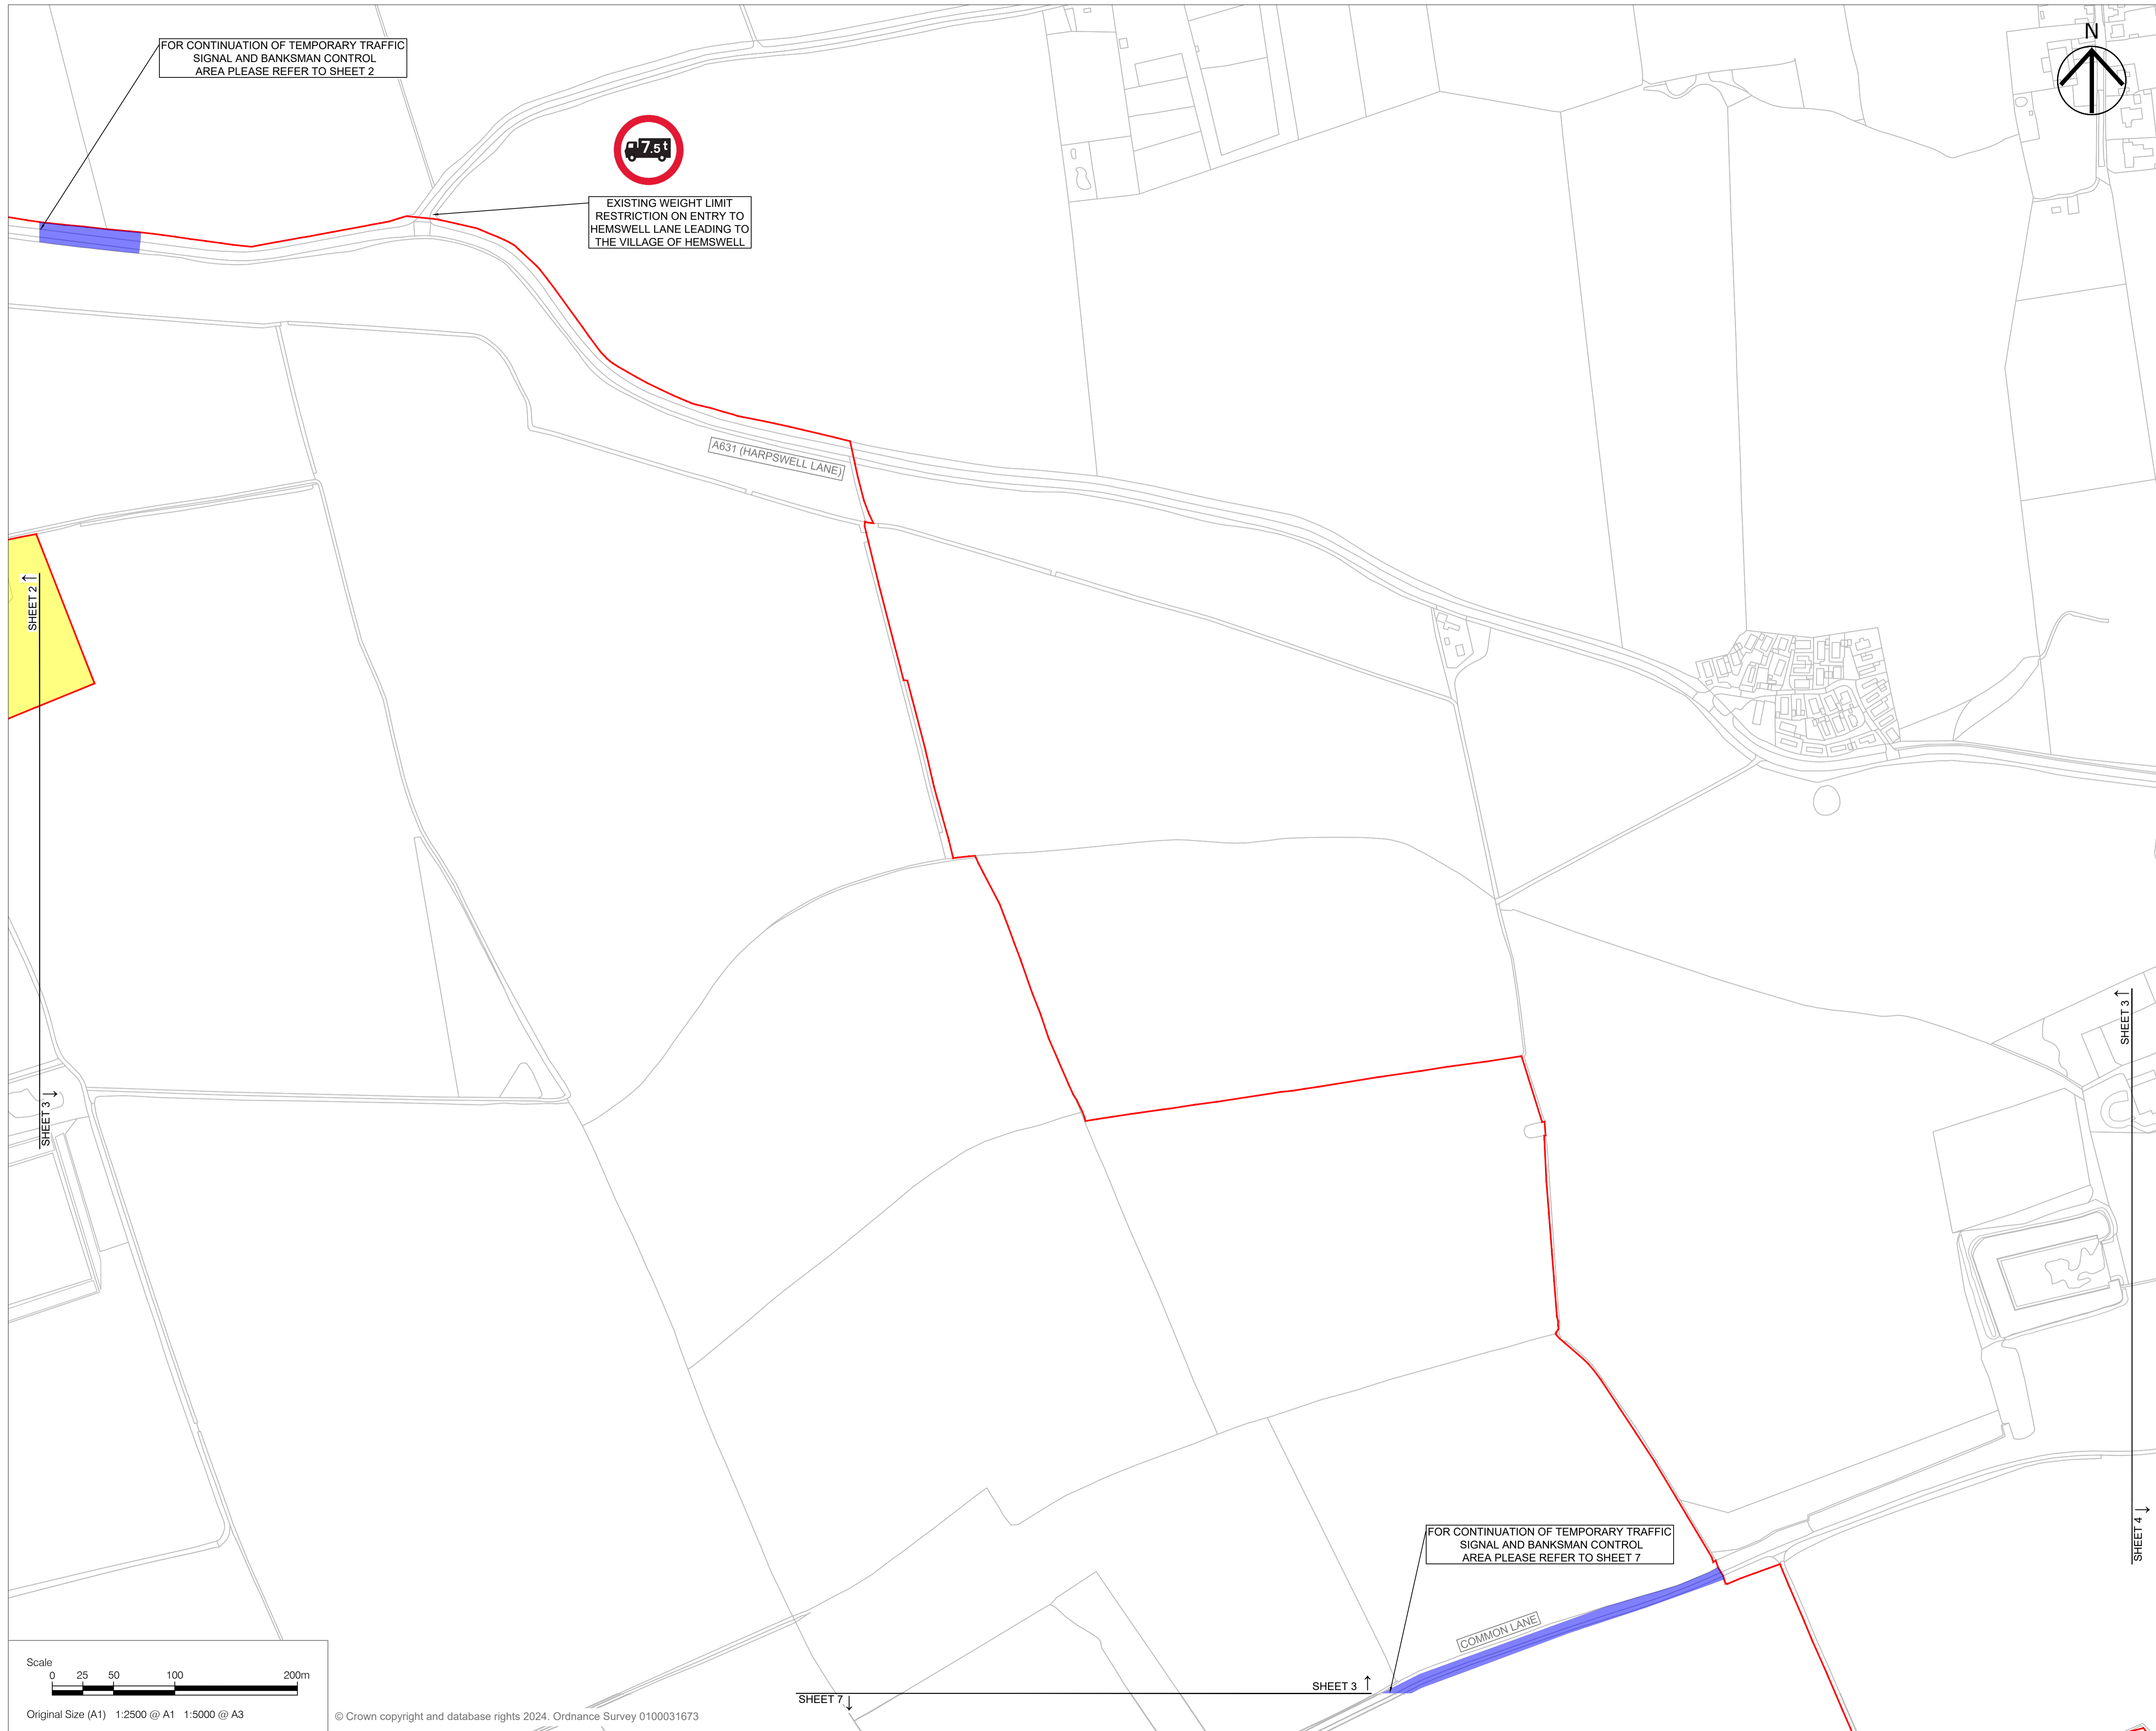 FOR CONTINUATION OF TEMPORARY TRAFFIC
SIGNAL AND BANKSMAN CONTROL
AREA PLEASE REFER TO SHEET 2
N
7.5t
EXISTING WEIGHT LIMIT
RESTRICTION ON ENTRY TO
HEMSWELL LANE LEADING TO
THE VILLAGE OF HEMSWELL
A631 (HARPSWELL LANE)
SHEET 2
SHEET 3
SHEET 3
SHEET 4
FOR CONTINUATION OF TEMPORARY TRAFFIC
SIGNAL AND BANKSMAN CONTROL
AREA PLEASE REFER TO SHEET 7
COMMON LANE
SHEET 3
SHEET 7
Scale
0 25 50 100 200m
Original Size (A1) 1:2500 @ A1 1:5000 @ A3
© Crown copyright and database rights 2024. Ordnance Survey 0100031673